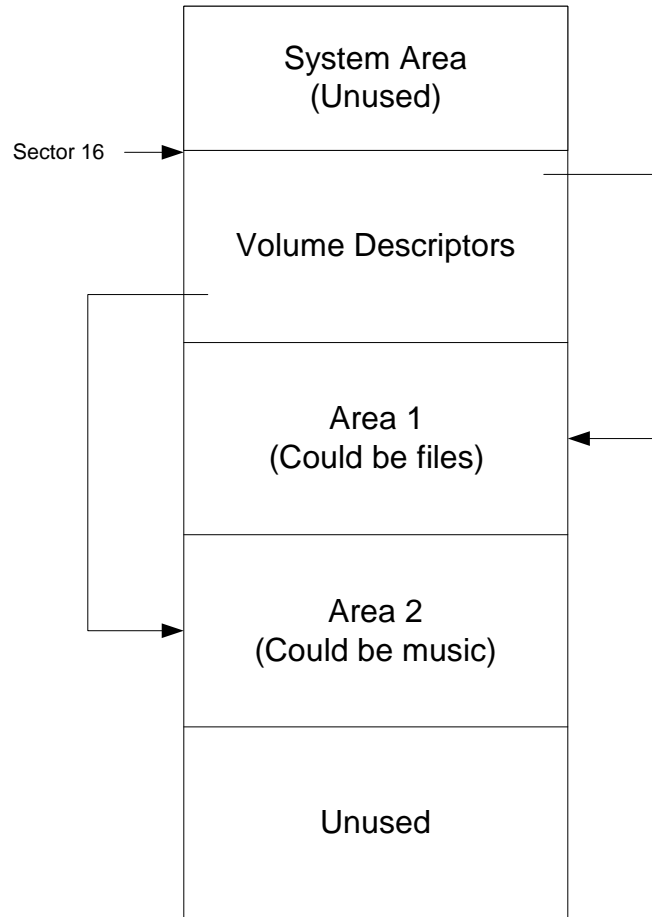 System Area
(Unused)
Sector 16
Volume Descriptors
Area 1
(Could be files)
Area 2
(Could be music)
Unused